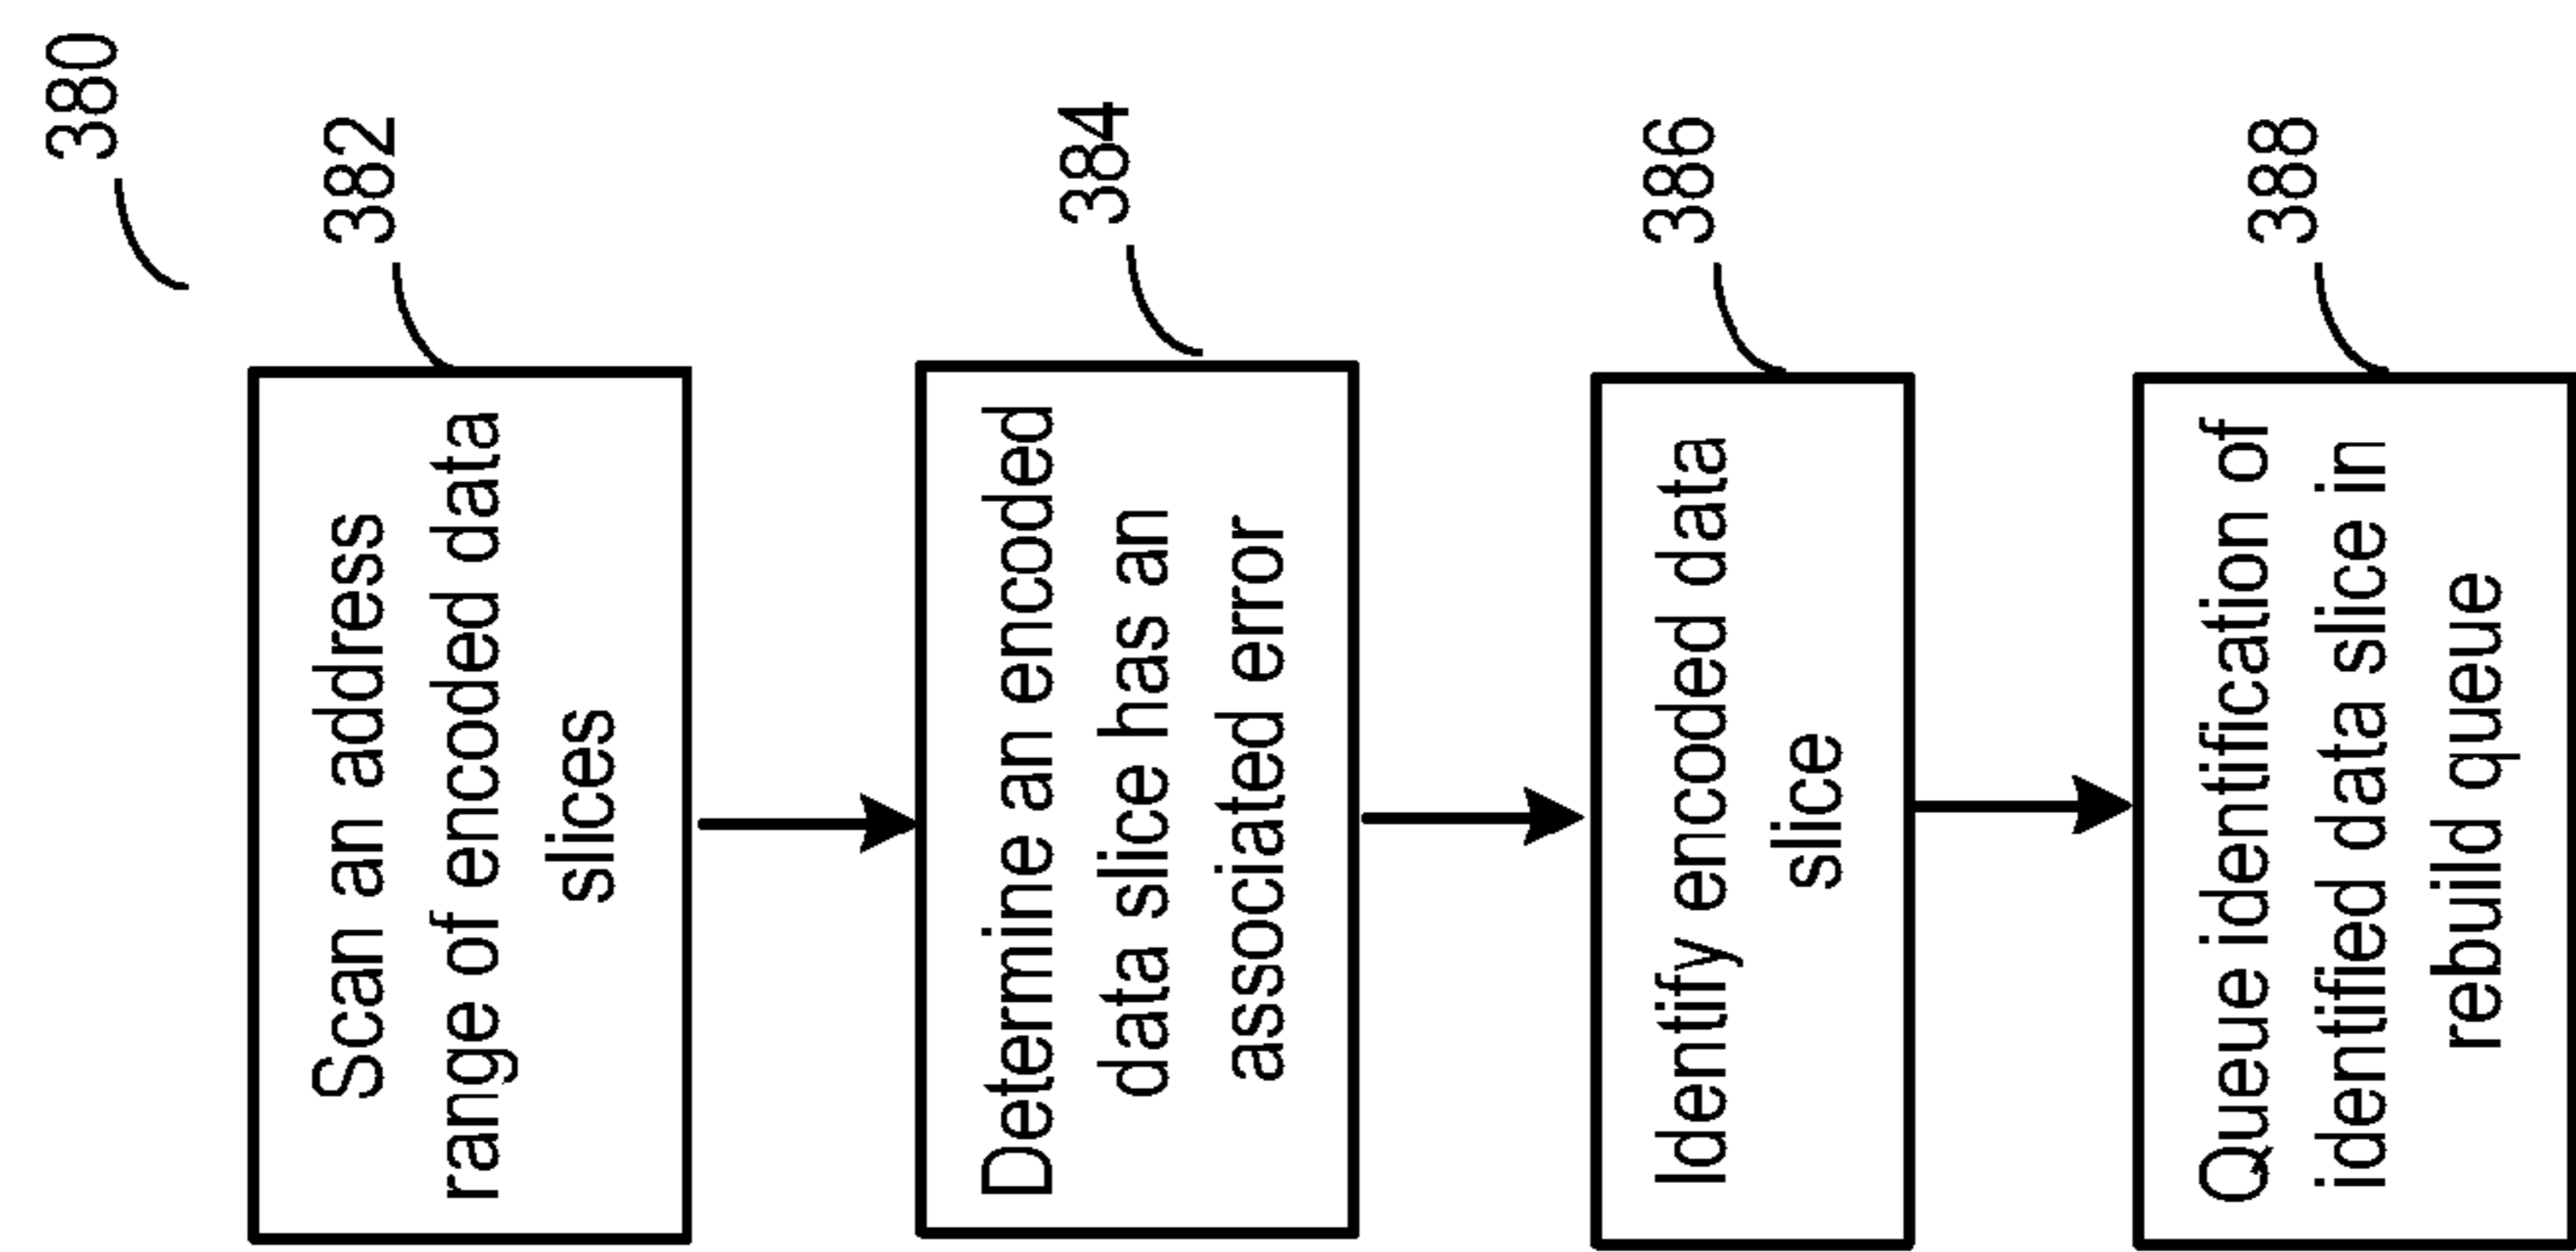 380
382
Scan an address
range of encoded data
slices
384
Determine an encoded
data slice has an
associated error
386
Identify encoded data
slice
388
Queue identification of
identified data slice in
rebuild queue